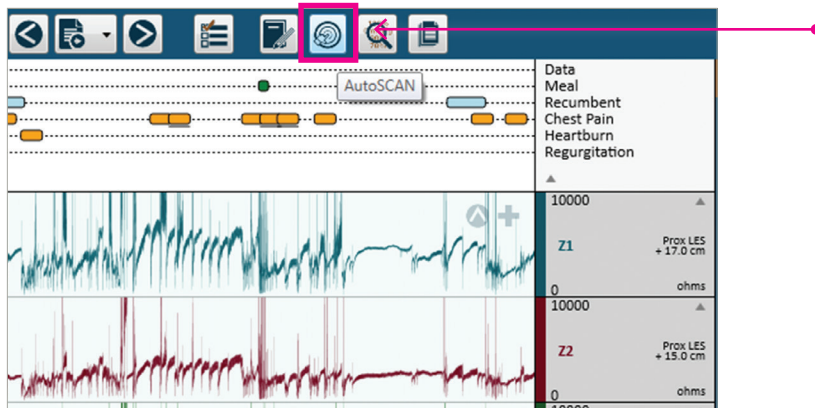 AutoSCAN
Data
Meal
Recumbent
Chest Pain
Heartburn
Regurgitation
10000
Z1
Prox LES
+ 17.0 cm
0
ohms
10000
Z2
Prox LES
+ 15.0 cm
0
ohms
10000